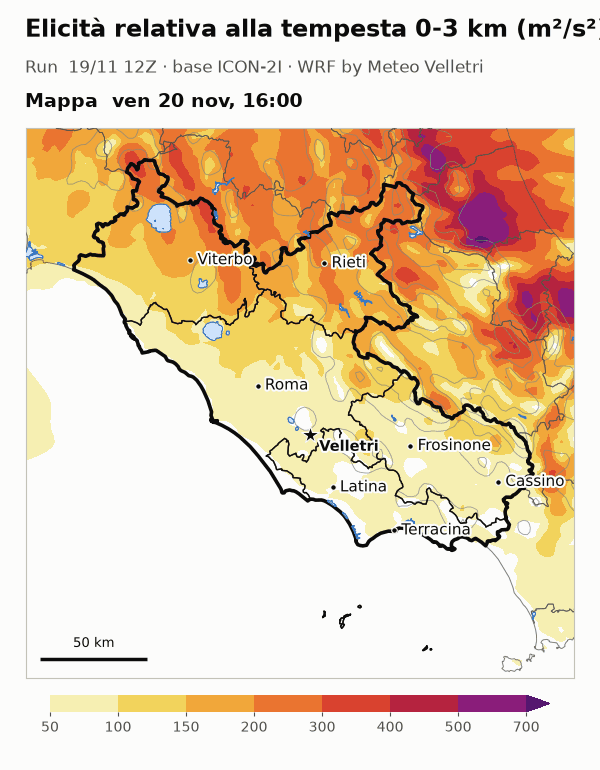 Elicità relativa alla tempesta 0-3 km (m²/s²)
Run  19/11 12Z · base ICON-2I · WRF by Meteo Velletri
Mappa  ven 20 nov, 16:00
Viterbo
Rieti
Roma
Velletri
Frosinone
Cassino
Latina
Terracina
50 km
50 100 150 200 300 400 500 700